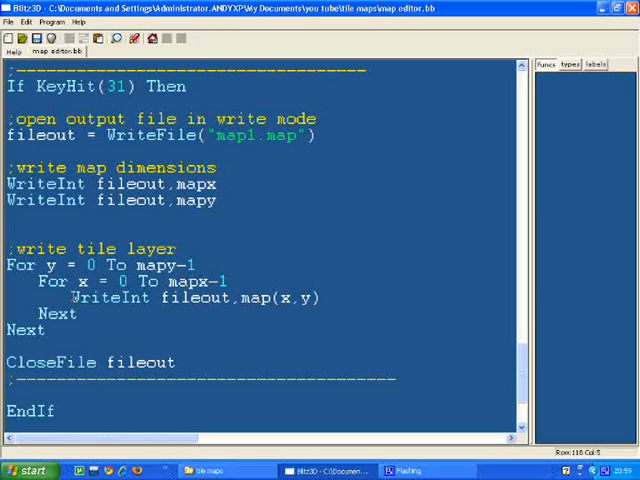 Blitz3D - [C:\Documents and Settings\Administrator.ANDYXP\My Documents\you tube\tile maps\map editor.bb
File Edit Program Help
Help map editor.bb
funcs types labels
;-----------------------------------
If KeyHit(31) Then
;open output file in write mode
fileout = WriteFile("map1.map")
;write map dimensions
WriteInt fileout,mapx
WriteInt fileout,mapy
;write tile layer
For y = 0 To mapy-1
For x = 0 To mapx-1
WriteInt fileout,map(x,y)
Next
Next
CloseFile fileout
;--------------------------------------
EndIf
Row:118 Col:5
start tile maps Blitz3D - [C:\Documen... Flashing 20:59